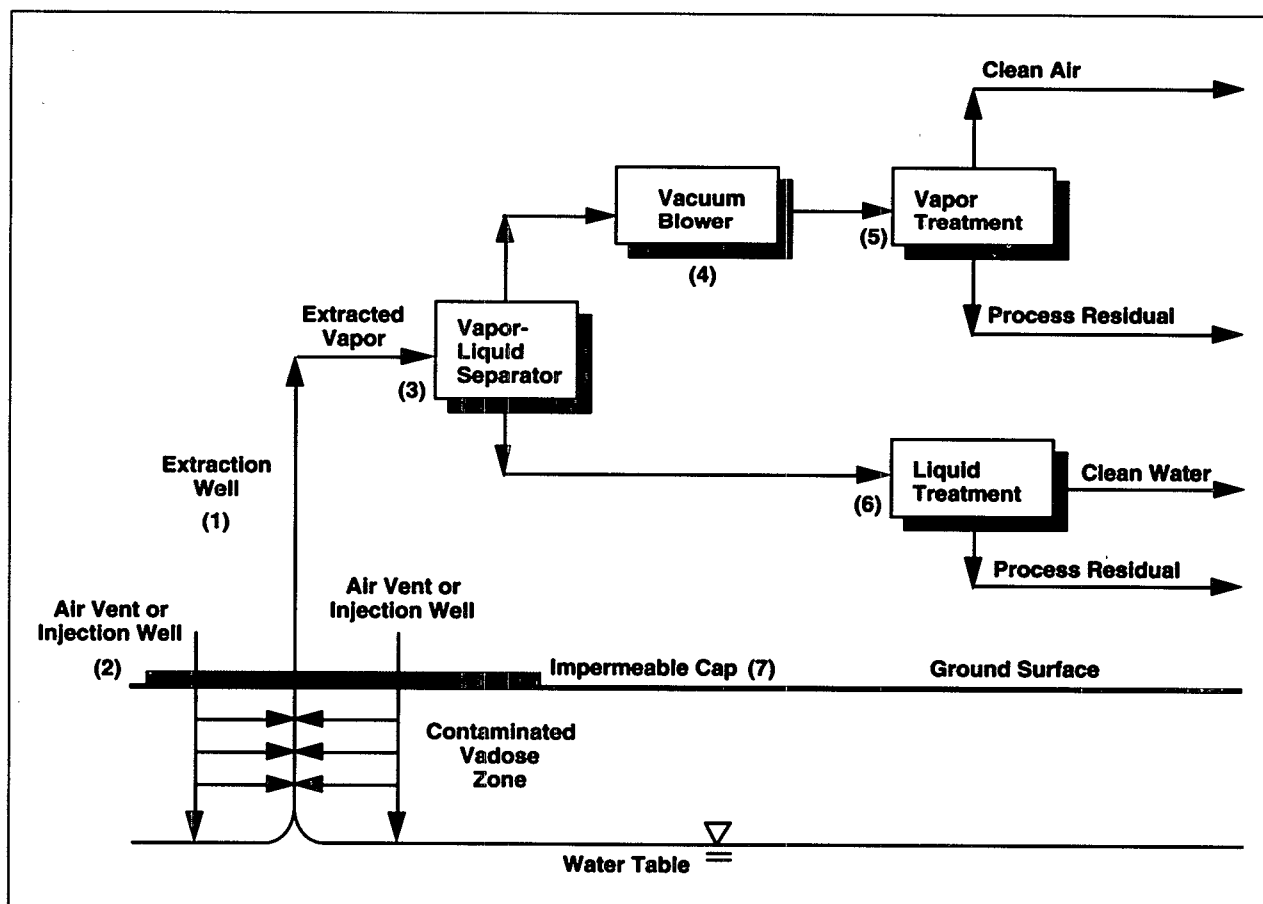 Clean Air
Vacuum
Blower
(4)
Vapor
Treatment
(5)
Process Residual
Extracted
Vapor
Vapor-
Liquid
Separator
(3)
Extraction
Well
(1)
Liquid
Treatment
(6)
Clean Water
Process Residual
Air Vent or
Injection Well
(2)
Air Vent or
Injection Well
Impermeable Cap (7)
Ground Surface
Contaminated
Vadose
Zone
Water Table